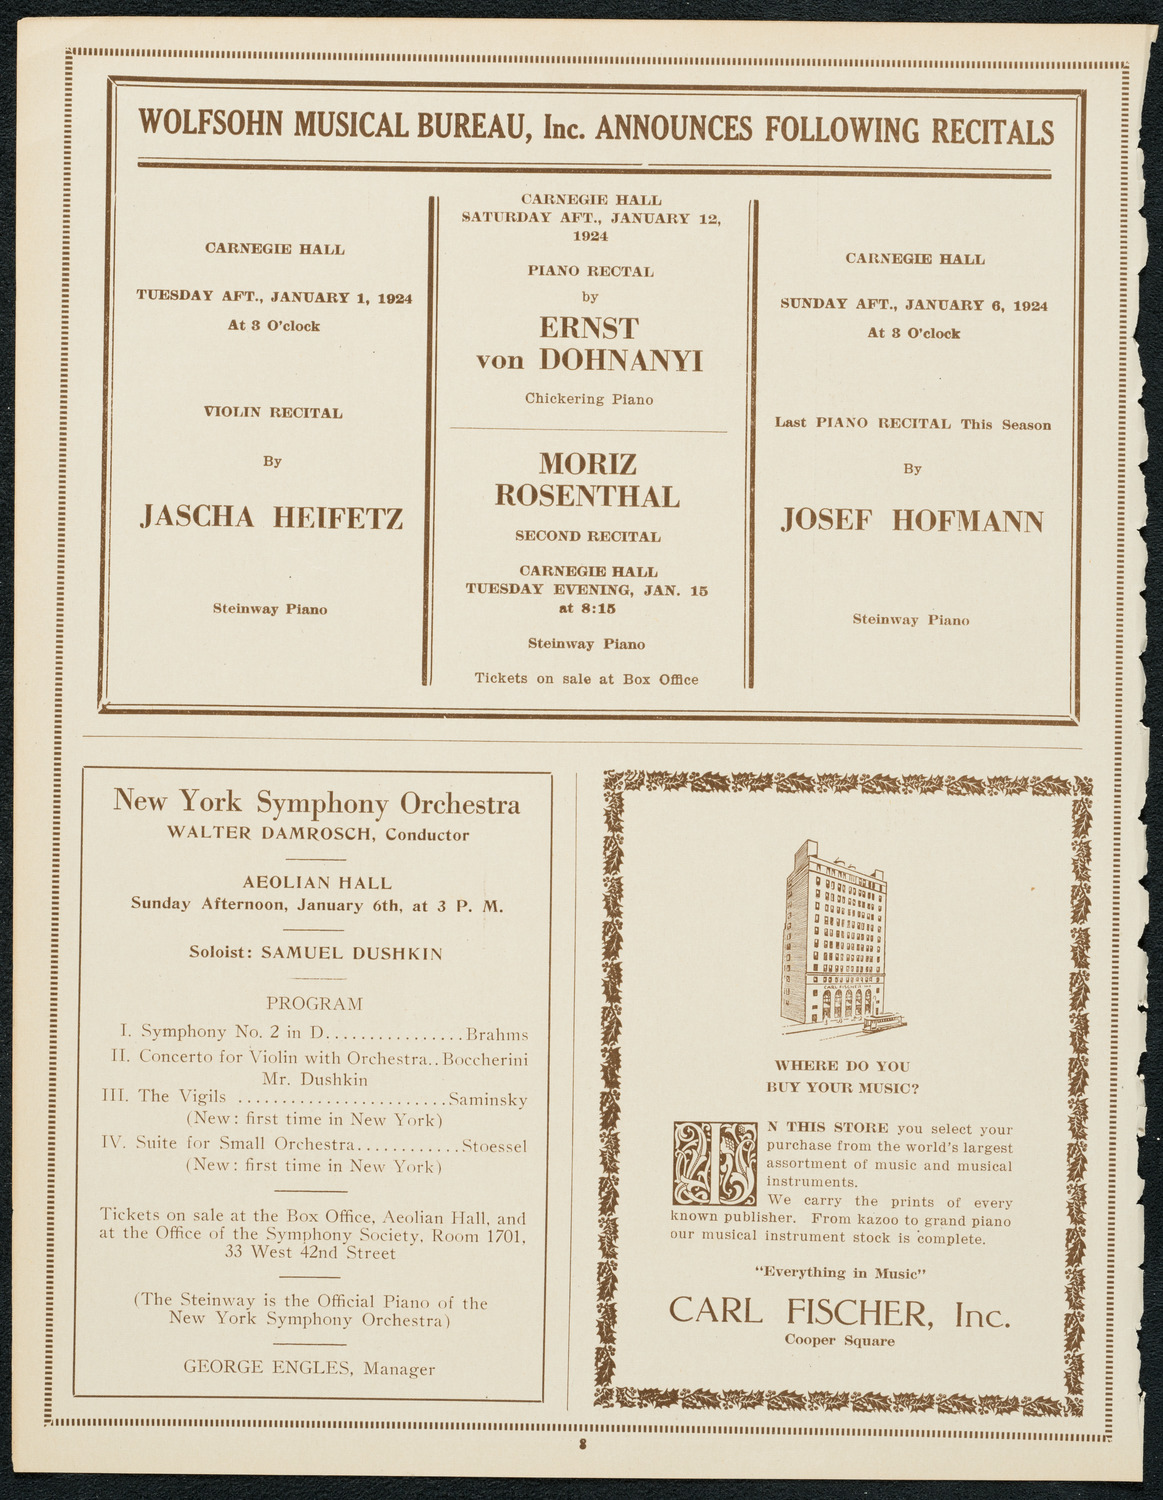 WOLFSOHN MUSICAL BUREAU, Inc. ANNOUNCES FOLLOWING RECITALS
CARNEGIE HALL
TUESDAY AFT., JANUARY 1, 1924
At 3 O'clock
VIOLIN RECITAL
By
JASCHA HEIFETZ
Steinway Piano
CARNEGIE HALL
SATURDAY AFT., JANUARY 12,
1924
PIANO RECTAL
by
ERNST
von DOHNANYI
Chickering Piano
MORIZ
ROSENTHAL
SECOND RECITAL
CARNEGIE HALL
TUESDAY EVENING, JAN. 15
at 8:15
Steinway Piano
Tickets on sale at Box Office
CARNEGIE HALL
SUNDAY AFT., JANUARY 6, 1924
At 3 O'clock
Last PIANO RECITAL This Season
By
JOSEF HOFMANN
Steinway Piano
New York Symphony Orchestra
WALTER DAMROSCH, Conductor
AEOLIAN HALL
Sunday Afternoon, January 6th, at 3 P. M.
Soloist: SAMUEL DUSHKIN
PROGRAM
I. Symphony No. 2 in D................Brahms
II. Concerto for Violin with Orchestra..Boccherini
Mr. Dushkin
III. The Vigils ........................Saminsky
(New: first time in New York)
IV. Suite for Small Orchestra............Stoessel
(New: first time in New York)
Tickets on sale at the Box Office, Aeolian Hall, and
at the Office of the Symphony Society, Room 1701,
33 West 42nd Street
(The Steinway is the Official Piano of the
New York Symphony Orchestra)
GEORGE ENGLES, Manager
CARL FISCHER INC
WHERE DO YOU
BUY YOUR MUSIC?
IN THIS STORE you select your
purchase from the world's largest
assortment of music and musical
instruments.
We carry the prints of every
known publisher. From kazoo to grand piano
our musical instrument stock is complete.
"Everything in Music"
CARL FISCHER, Inc.
Cooper Square
8